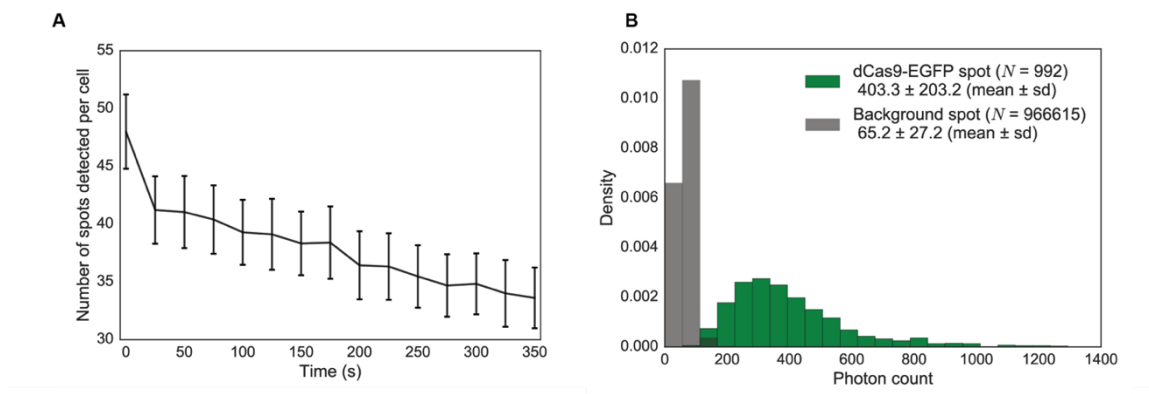 A
55
50
45
40
35
30
Number of spots detected per cell
0
50
100
150
200
250
300
350
Time (s)
B
0.012
0.010
0.008
0.006
0.004
0.002
0.000
Density
dCas9-EGFP spot (N = 992)
403.3 ± 203.2 (mean ± sd)
Background spot (N = 966615)
65.2 ± 27.2 (mean ± sd)
0
200
400
600
800
1000
1200
1400
Photon count